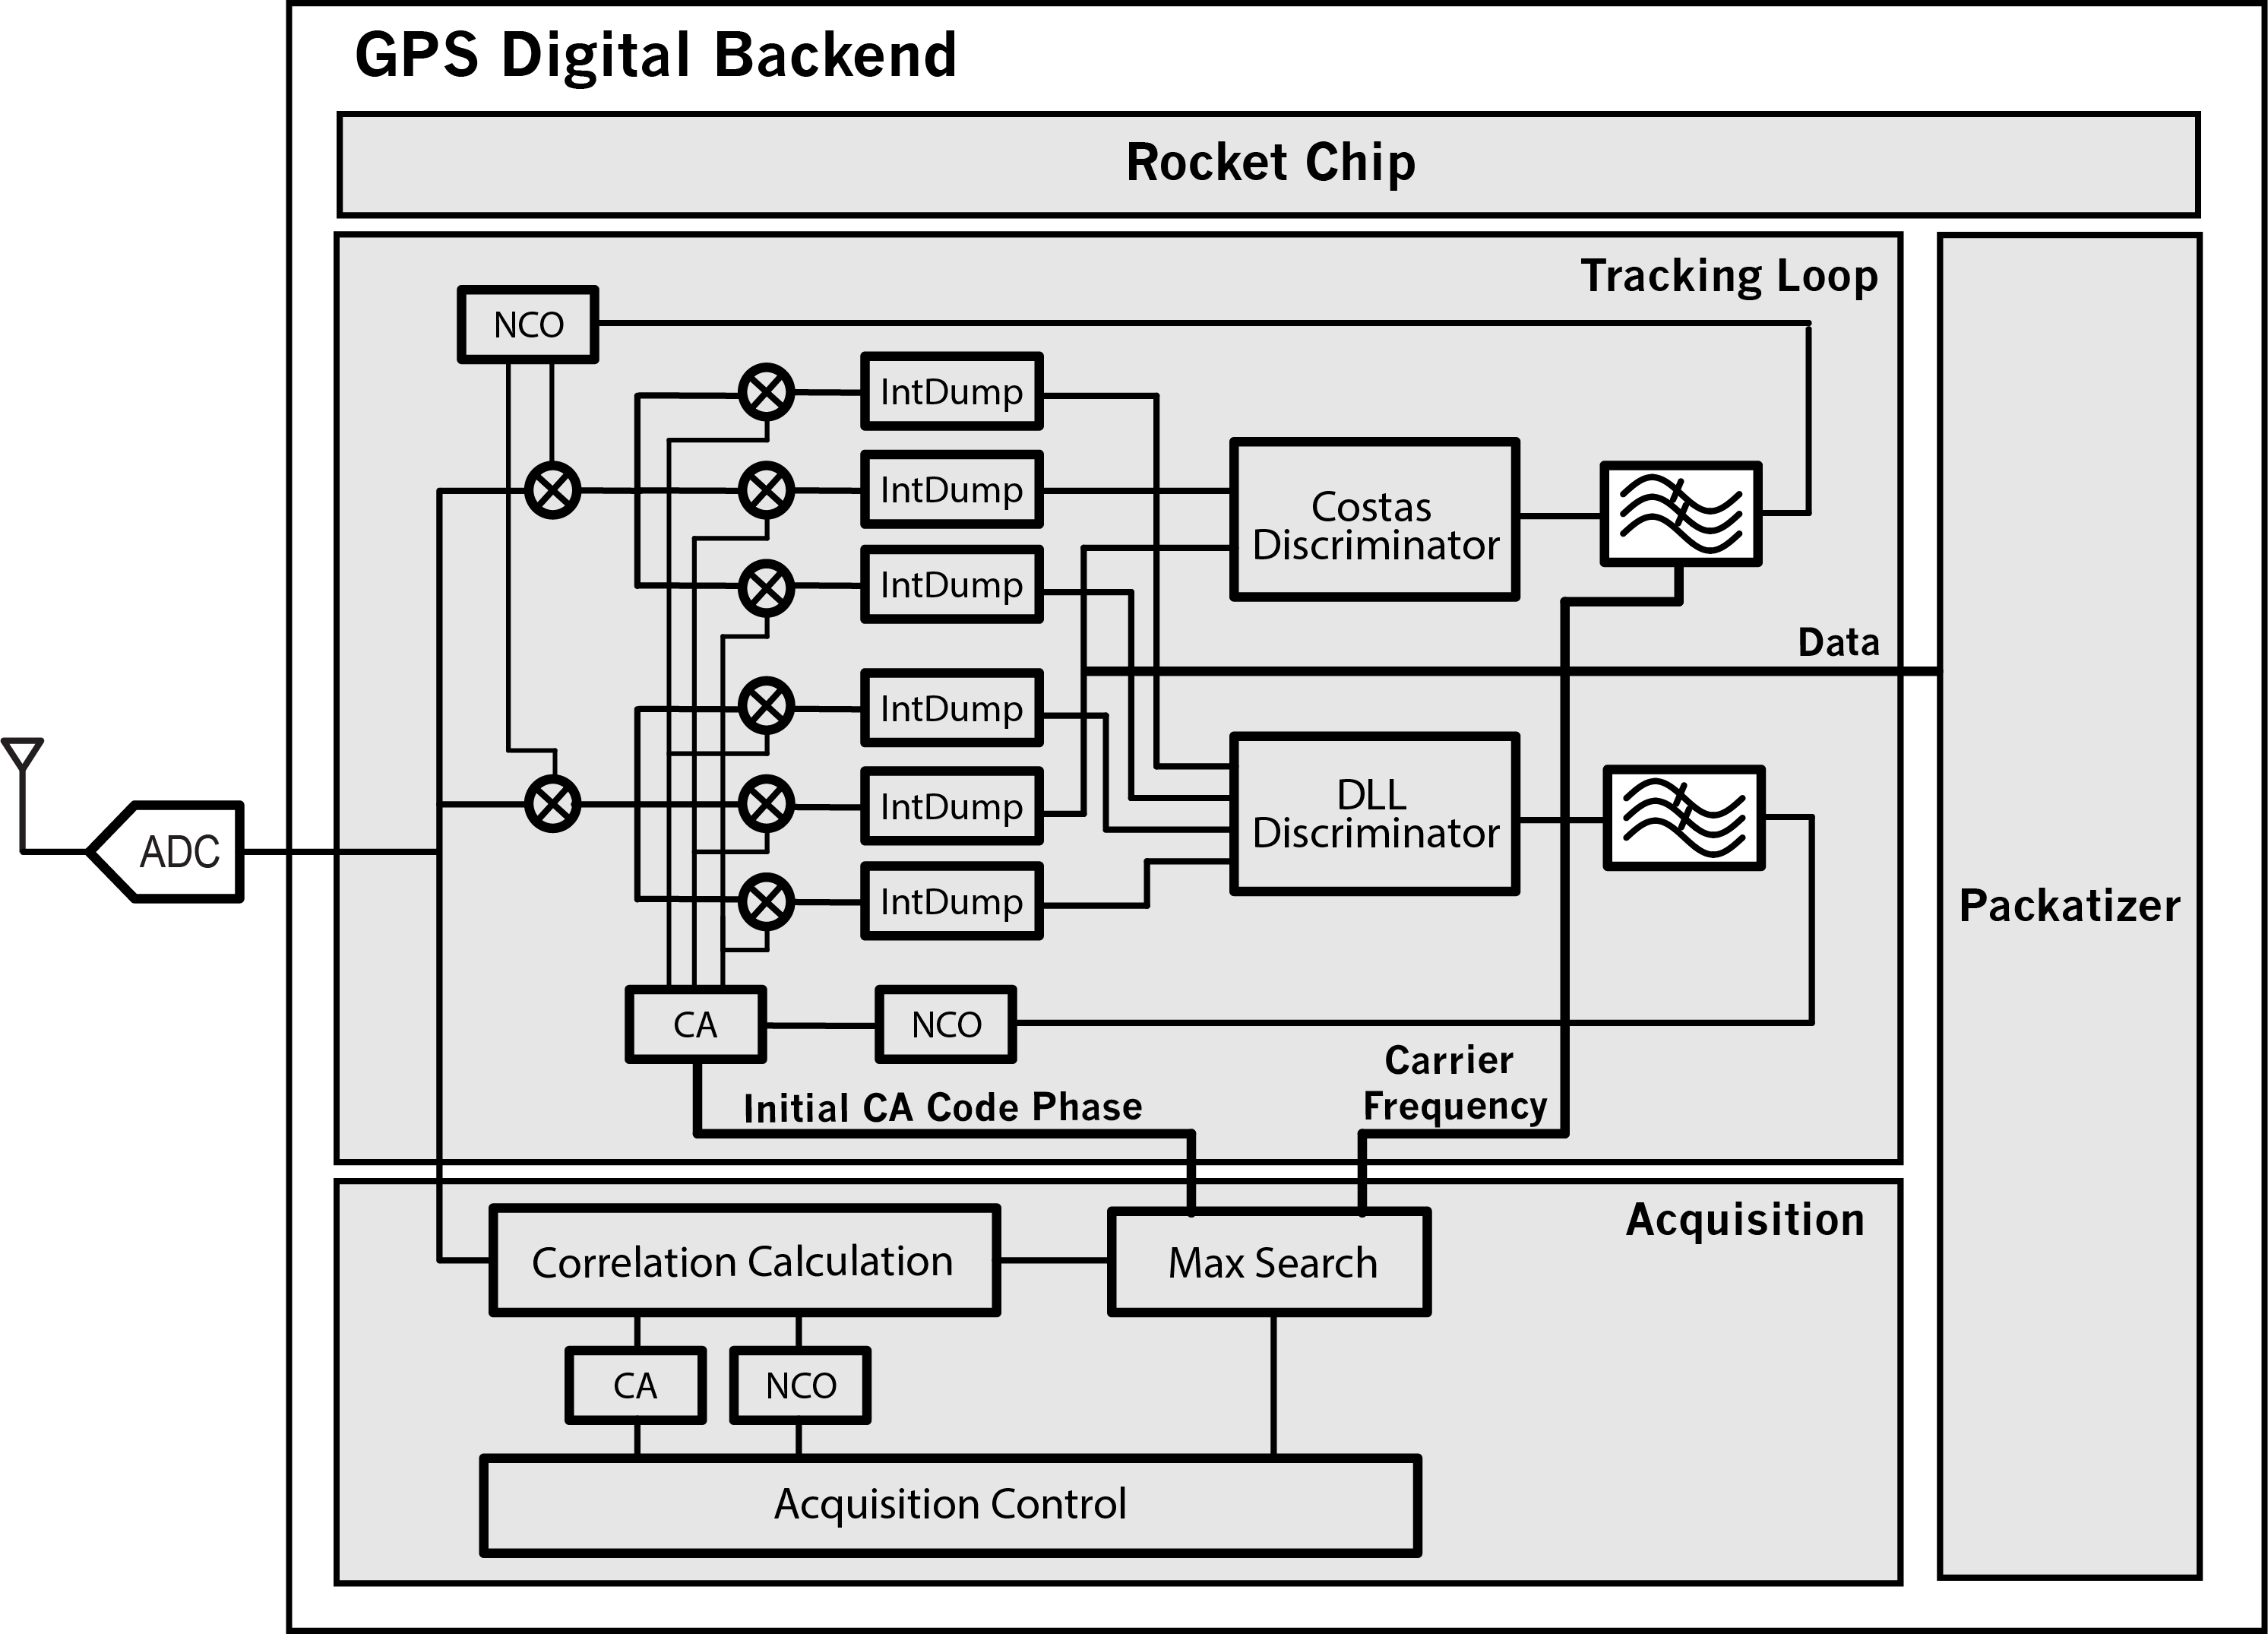 GPS Digital Backend
Rocket Chip
Tracking Loop
NCO
IntDump
IntDump
Costas
Discriminator
IntDump
Data
IntDump
DLL
Discriminator
IntDump
ADC
IntDump
Packatizer
CA
NCO
Carrier
Frequency
Initial CA Code Phase
Acquisition
Correlation Calculation
Max Search
CA
NCO
Acquisition Control